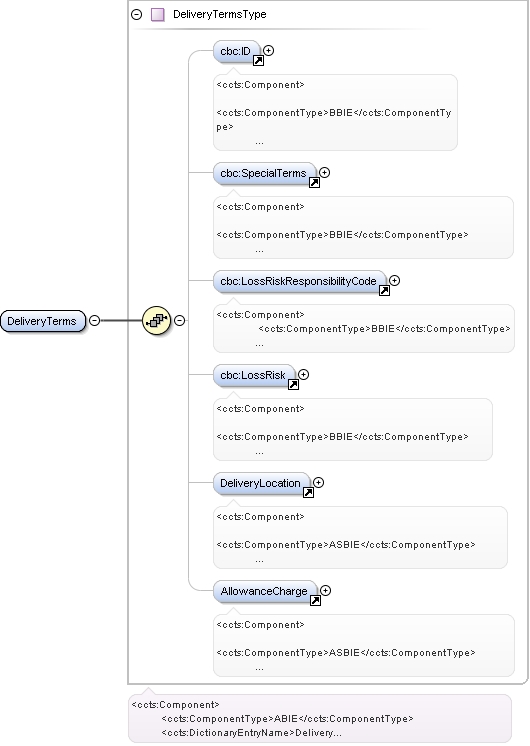 DeliveryTermsType
cbc:ID
<ccts:Component>
<ccts:ComponentType>BBIE</ccts:ComponentTy
pe>
...
cbc:SpecialTerms
<ccts:Component>
<ccts:ComponentType>BBIE</ccts:ComponentType>
...
cbc:LossRiskResponsibilityCode
<ccts:Component>
<ccts:ComponentType>BBIE</ccts:ComponentType>
...
DeliveryTerms
cbc:LossRisk
<ccts:Component>
<ccts:ComponentType>BBIE</ccts:ComponentType>
...
DeliveryLocation
<ccts:Component>
<ccts:ComponentType>ASBIE</ccts:ComponentType>
...
AllowanceCharge
<ccts:Component>
<ccts:ComponentType>ASBIE</ccts:ComponentType>
...
<ccts:Component>
<ccts:ComponentType>ABIE</ccts:ComponentType>
<ccts:DictionaryEntryName>Delivery...